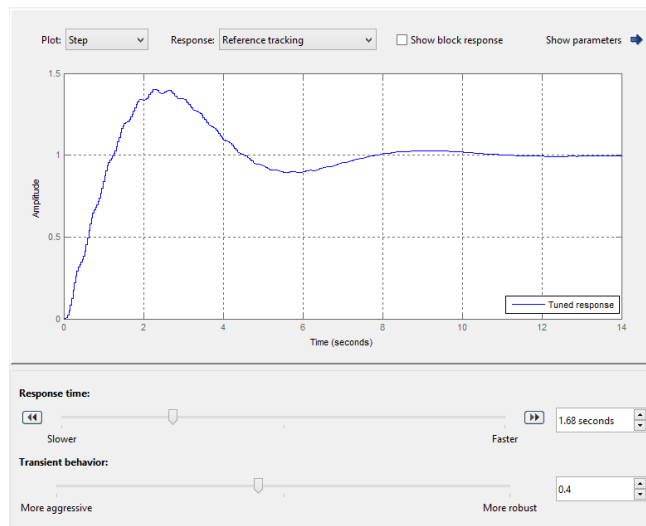 Plot: Step Response: Reference tracking Show block response Show parameters
1.5
1
0.5
0
Amplitude
Tuned response
0 2 4 6 8 10 12 14
Time (seconds)
Response time:
1.68 seconds
Slower Faster
Transient behavior:
0.4
More aggressive More robust